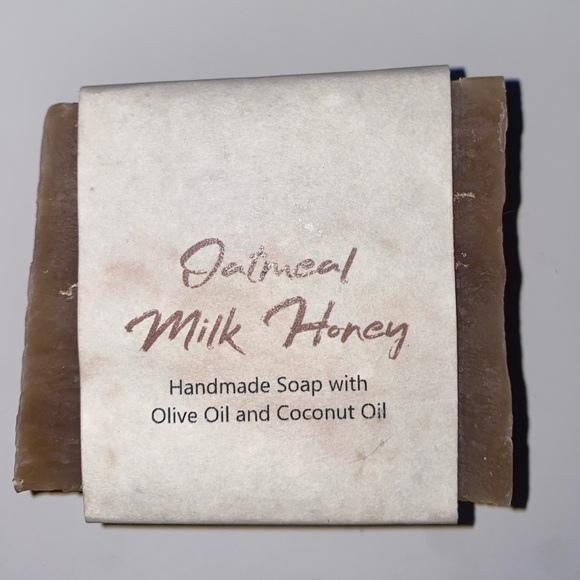 Oatmeal
Milk Honey
Handmade Soap with
Olive Oil and Coconut Oil